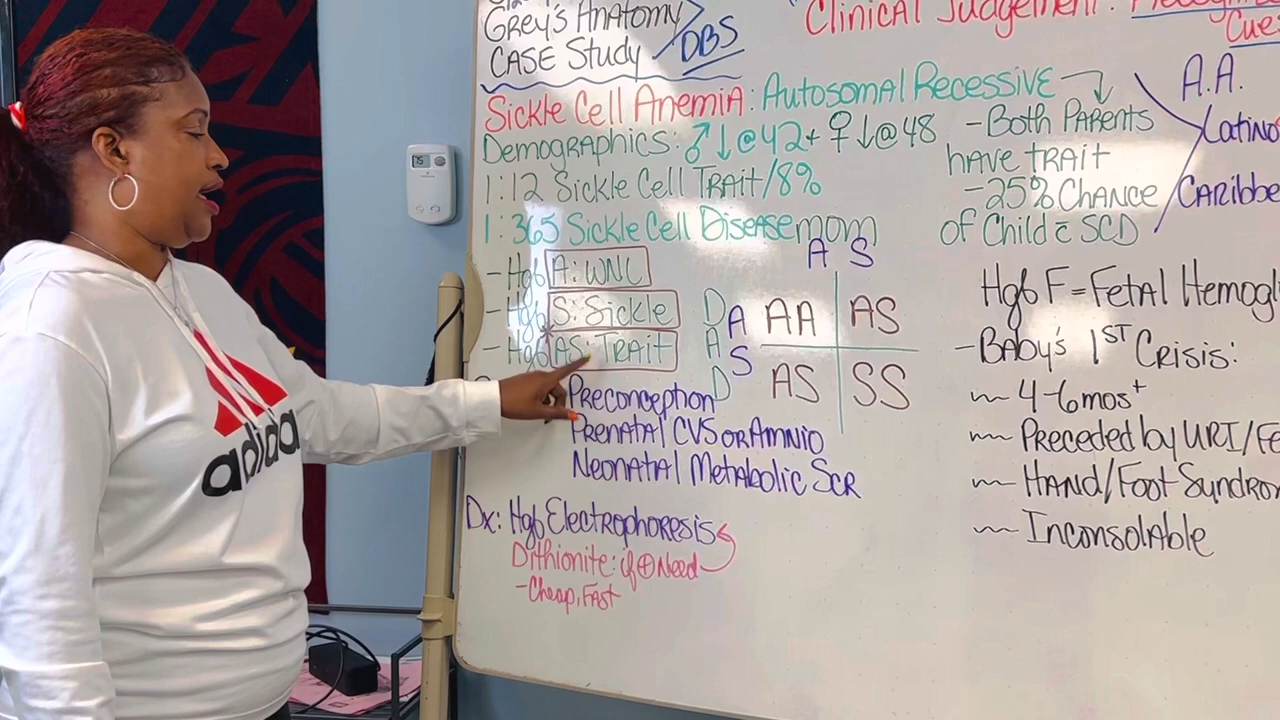 Grey's Anatomy
CASE Study
DBS
Clinical Judgement:
Cues
Sickle Cell Anemia: Autosomal Recessive
Demographics: ♂↓@42+ ♀↓@48
1:12 Sickle Cell TRAIT/8%
1:365 Sickle Cell Disease
- Hgb A: WNL
- Hgb S: Sickle
- Hgb AS: TRAIT
Preconception
Prenatal CVS or Amnio
Neonatal Metabolic Scr
Dx: Hgb Electrophoresis
Dithionite: if ⊕ Need
- Cheap, FAST
mom
A S
DAD
A AA AS
S AS SS
- Both Parents
have TRAIT
- 25% Chance
of Child c̄ SCD
A.A.
Latino
Caribbe
Hgb F = Fetal Hemogl
- Baby's 1ST Crisis:
~ 4-6mos+
~ Preceded by URI/Fe
~ Hand/Foot Syndro
~ Inconsolable
75
adidas